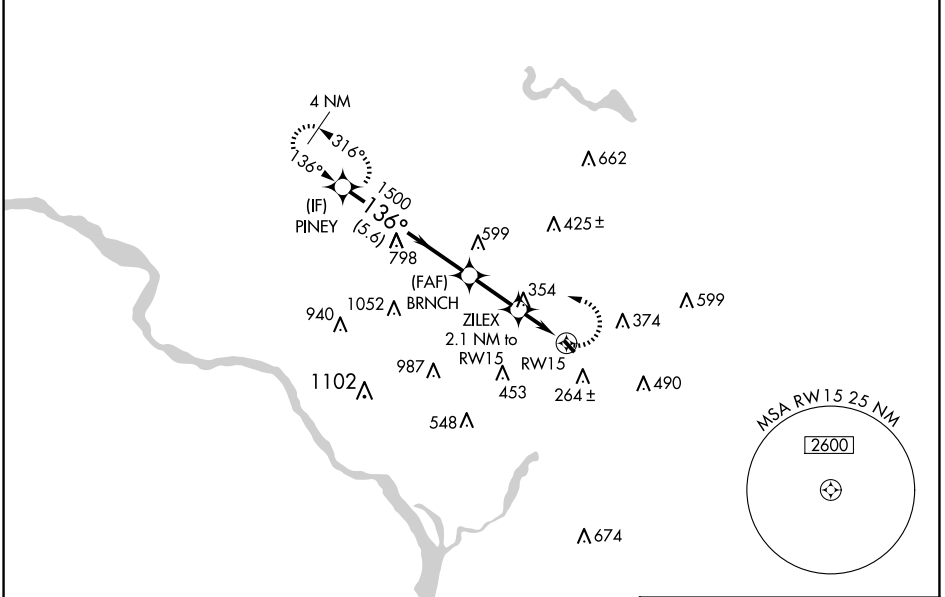 4 NM
316°
136°
(IF)
PINEY
1500
136°
(5.6)
798
599
(FAF)
BRNCH
662
425 ±
354
599
374
ZILEX
2.1 NM to
RW15
RW15
1052
940
987
1102
453
264 ±
490
548
674
MSA RW15 25 NM
2600